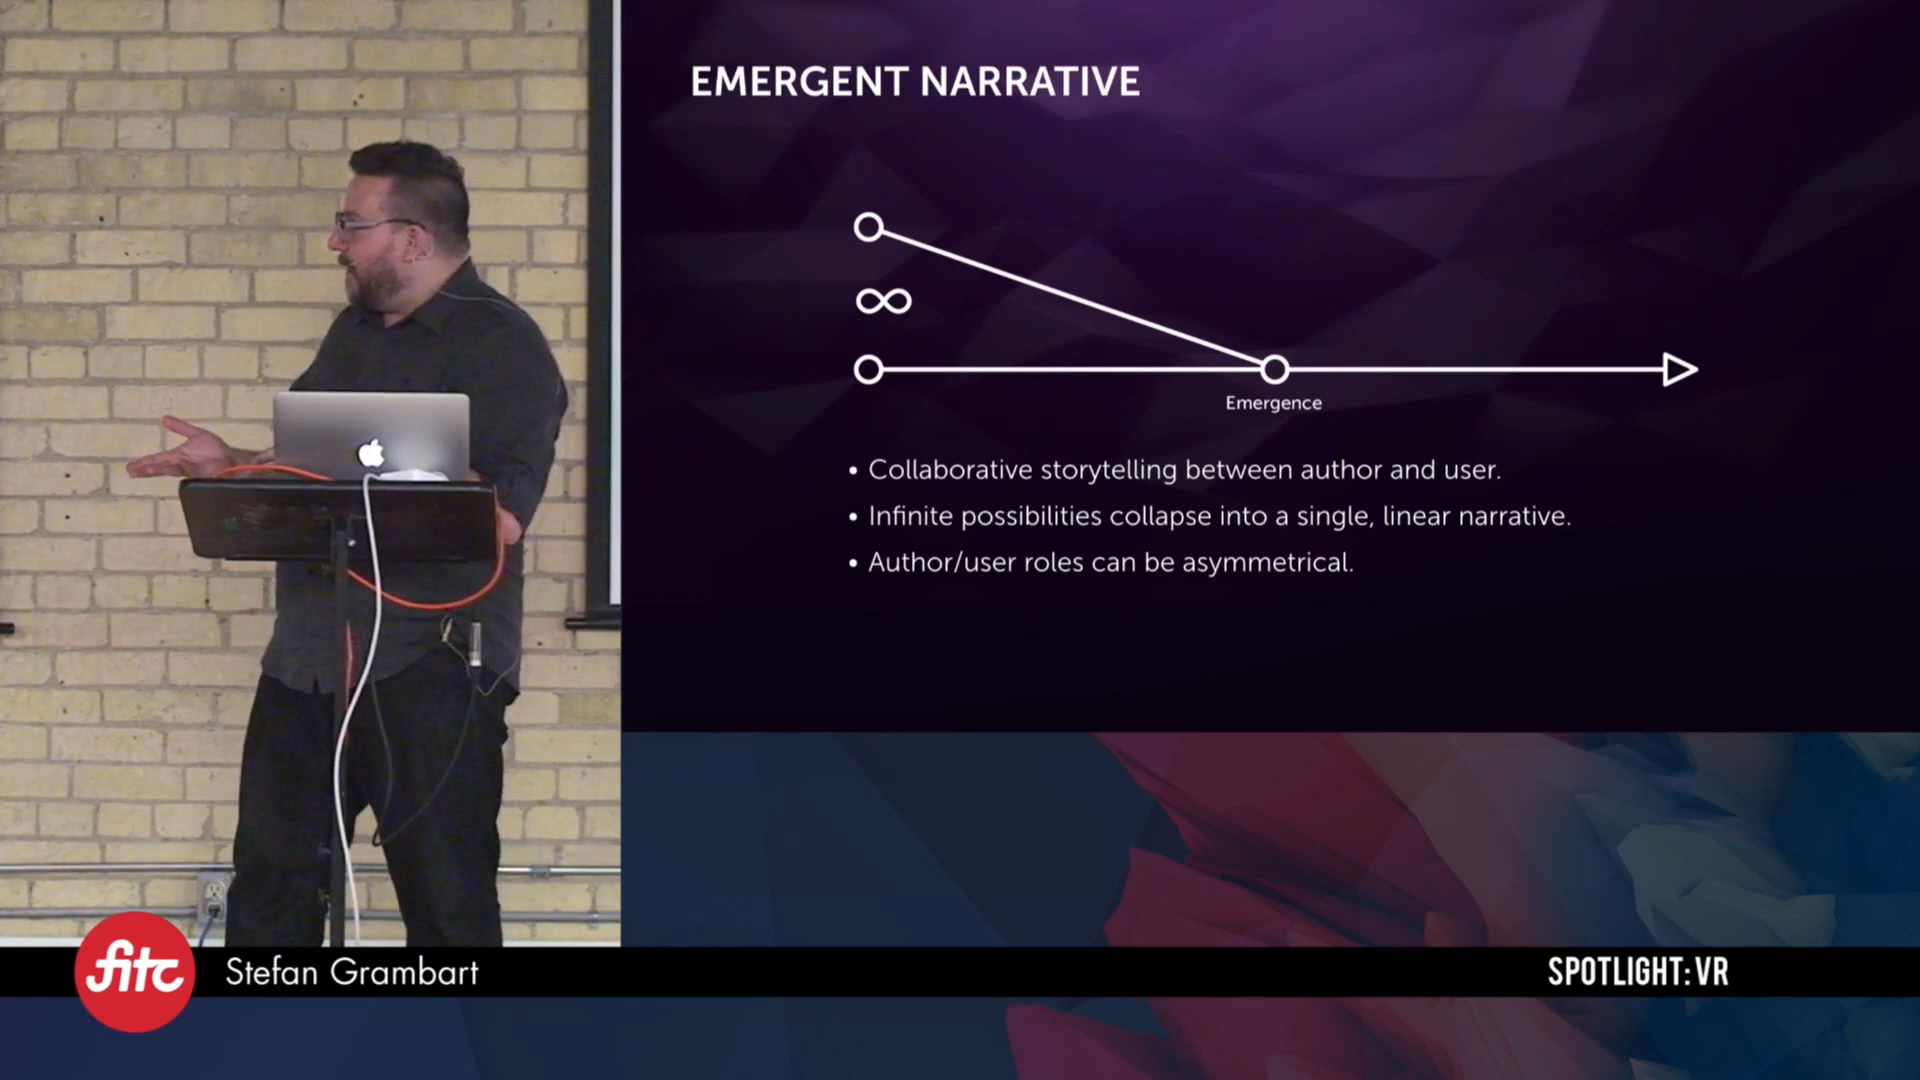 EMERGENT NARRATIVE
∞
Emergence
• Collaborative storytelling between author and user.
• Infinite possibilities collapse into a single, linear narrative.
• Author/user roles can be asymmetrical.
fitc
Stefan Grambart
SPOTLIGHT: VR